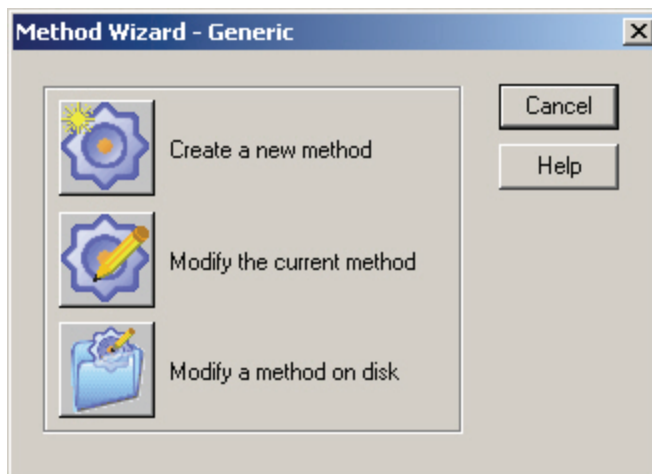 Method Wizard - Generic
Create a new method
Modify the current method
Modify a method on disk
Cancel
Help